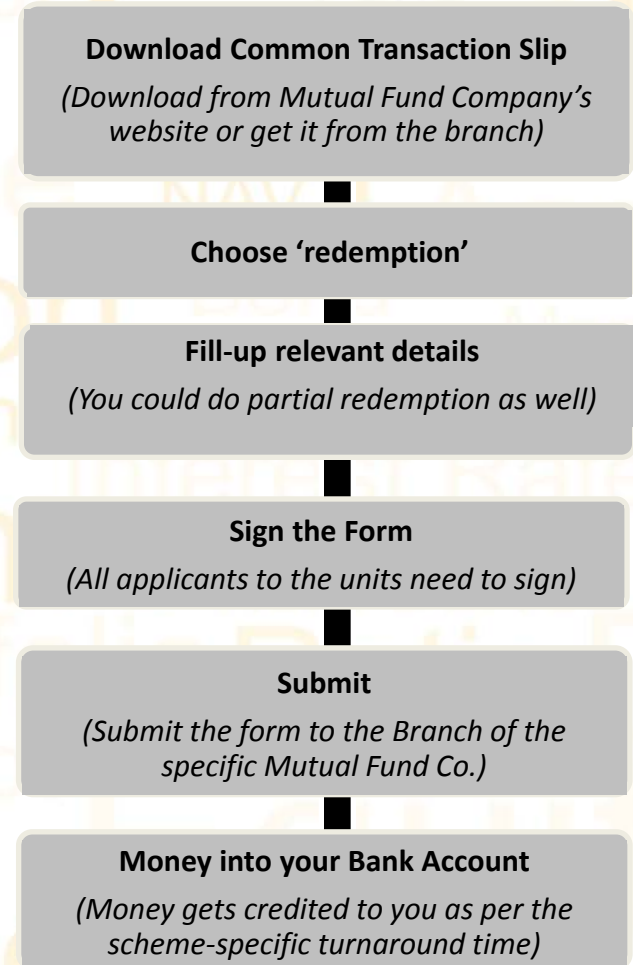 Download Common Transaction Slip
(Download from Mutual Fund Company’s
website or get it from the branch)
Choose ‘redemption’
Fill-up relevant details
(You could do partial redemption as well)
Sign the Form
(All applicants to the units need to sign)
Submit
(Submit the form to the Branch of the
specific Mutual Fund Co.)
Money into your Bank Account
(Money gets credited to you as per the
scheme-specific turnaround time)